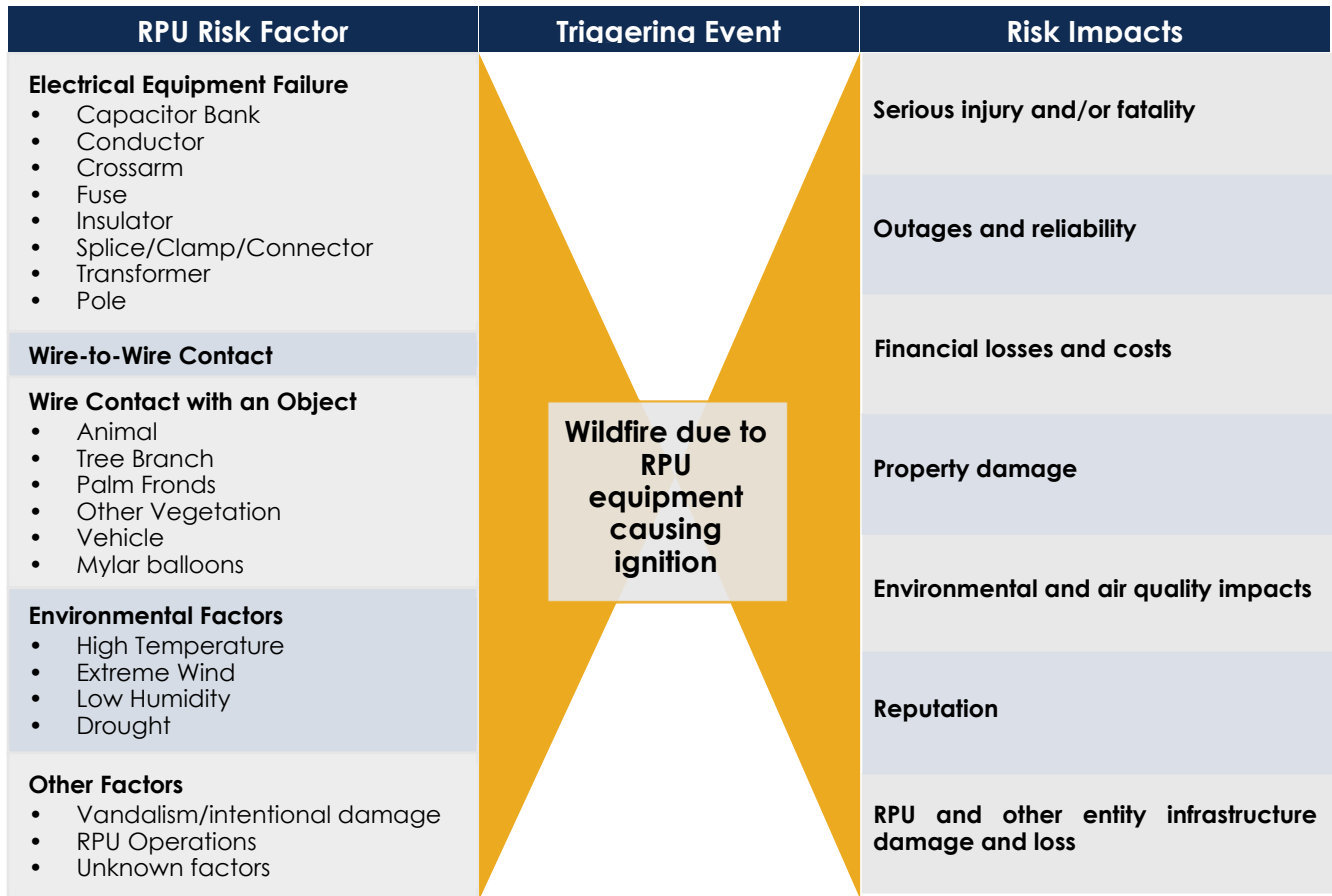 RPU Risk Factor
Triggering Event
Risk Impacts
Electrical Equipment Failure
• Capacitor Bank
• Conductor
• Crossarm
• Fuse
• Insulator
• Splice/Clamp/Connector
• Transformer
• Pole
Wire-to-Wire Contact
Wire Contact with an Object
• Animal
• Tree Branch
• Palm Fronds
• Other Vegetation
• Vehicle
• Mylar balloons
Environmental Factors
• High Temperature
• Extreme Wind
• Low Humidity
• Drought
Other Factors
• Vandalism/intentional damage
• RPU Operations
• Unknown factors
Wildfire due to
RPU
equipment
causing
ignition
Serious injury and/or fatality
Outages and reliability
Financial losses and costs
Property damage
Environmental and air quality impacts
Reputation
RPU and other entity infrastructure
damage and loss